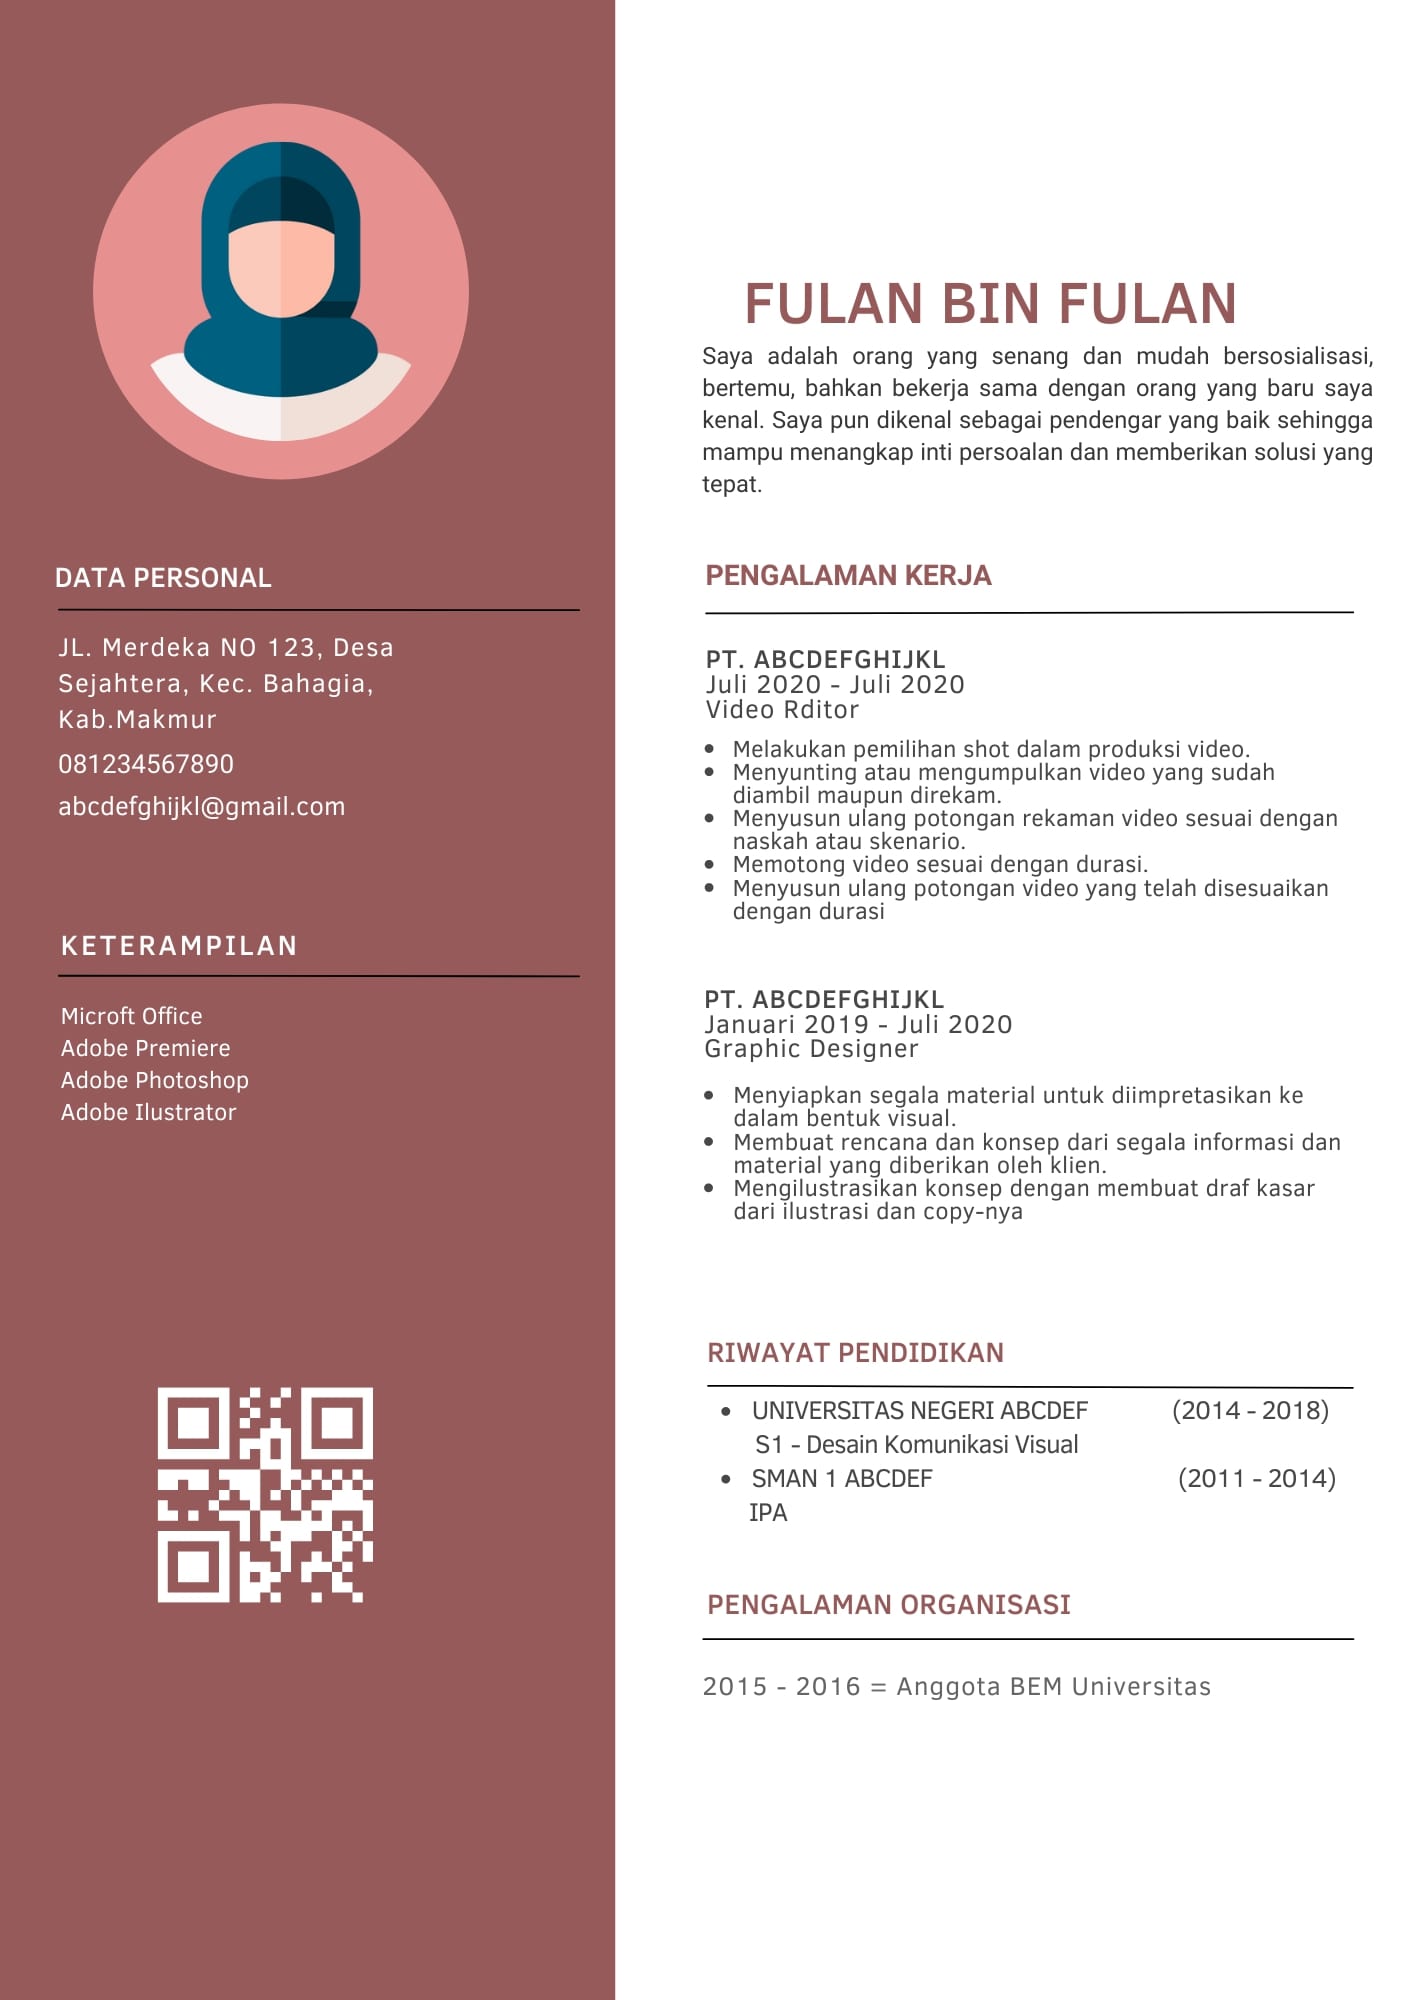 DATA PERSONAL
JL. Merdeka NO 123, Desa
Sejahtera, Kec. Bahagia,
Kab.Makmur
081234567890
abcdefghijkl@gmail.com
KETERAMPILAN
Microft Office
Adobe Premiere
Adobe Photoshop
Adobe Ilustrator
FULAN BIN FULAN
Saya adalah orang yang senang dan mudah bersosialisasi,
bertemu, bahkan bekerja sama dengan orang yang baru saya
kenal. Saya pun dikenal sebagai pendengar yang baik sehingga
mampu menangkap inti persoalan dan memberikan solusi yang
tepat.
PENGALAMAN KERJA
PT. ABCDEFGHIJKL
Juli 2020 - Juli 2020
Video Rditor
• Melakukan pemilihan shot dalam produksi video.
• Menyunting atau mengumpulkan video yang sudah
diambil maupun direkam.
• Menyusun ulang potongan rekaman video sesuai dengan
naskah atau skenario.
• Memotong video sesuai dengan durasi.
• Menyusun ulang potongan video yang telah disesuaikan
dengan durasi
PT. ABCDEFGHIJKL
Januari 2019 - Juli 2020
Graphic Designer
• Menyiapkan segala material untuk diimpretasikan ke
dalam bentuk visual.
• Membuat rencana dan konsep dari segala informasi dan
material yang diberikan oleh klien.
• Mengilustrasikan konsep dengan membuat draf kasar
dari ilustrasi dan copy-nya
RIWAYAT PENDIDIKAN
• UNIVERSITAS NEGERI ABCDEF (2014 - 2018)
S1 - Desain Komunikasi Visual
• SMAN 1 ABCDEF (2011 - 2014)
IPA
PENGALAMAN ORGANISASI
2015 - 2016 = Anggota BEM Universitas